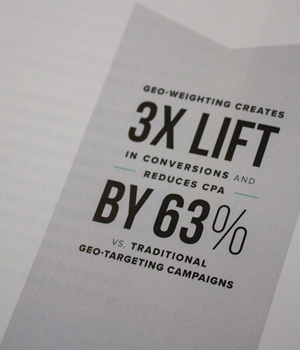 GEO-WEIGHTING CREATES
3X LIFT
IN CONVERSIONS AND
REDUCES CPA
BY 63%
VS. TRADITIONAL
GEO-TARGETING CAMPAIGNS